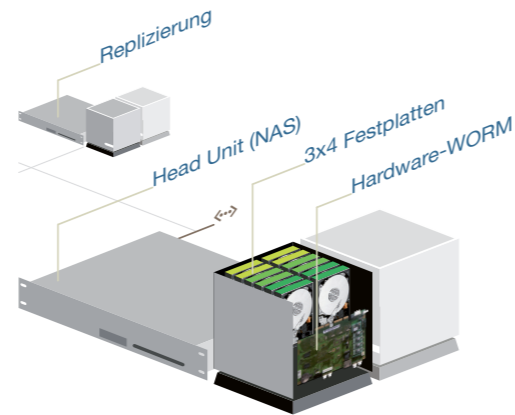 Replizierung
Head Unit (NAS)
3x4 Festplatten
Hardware-WORM